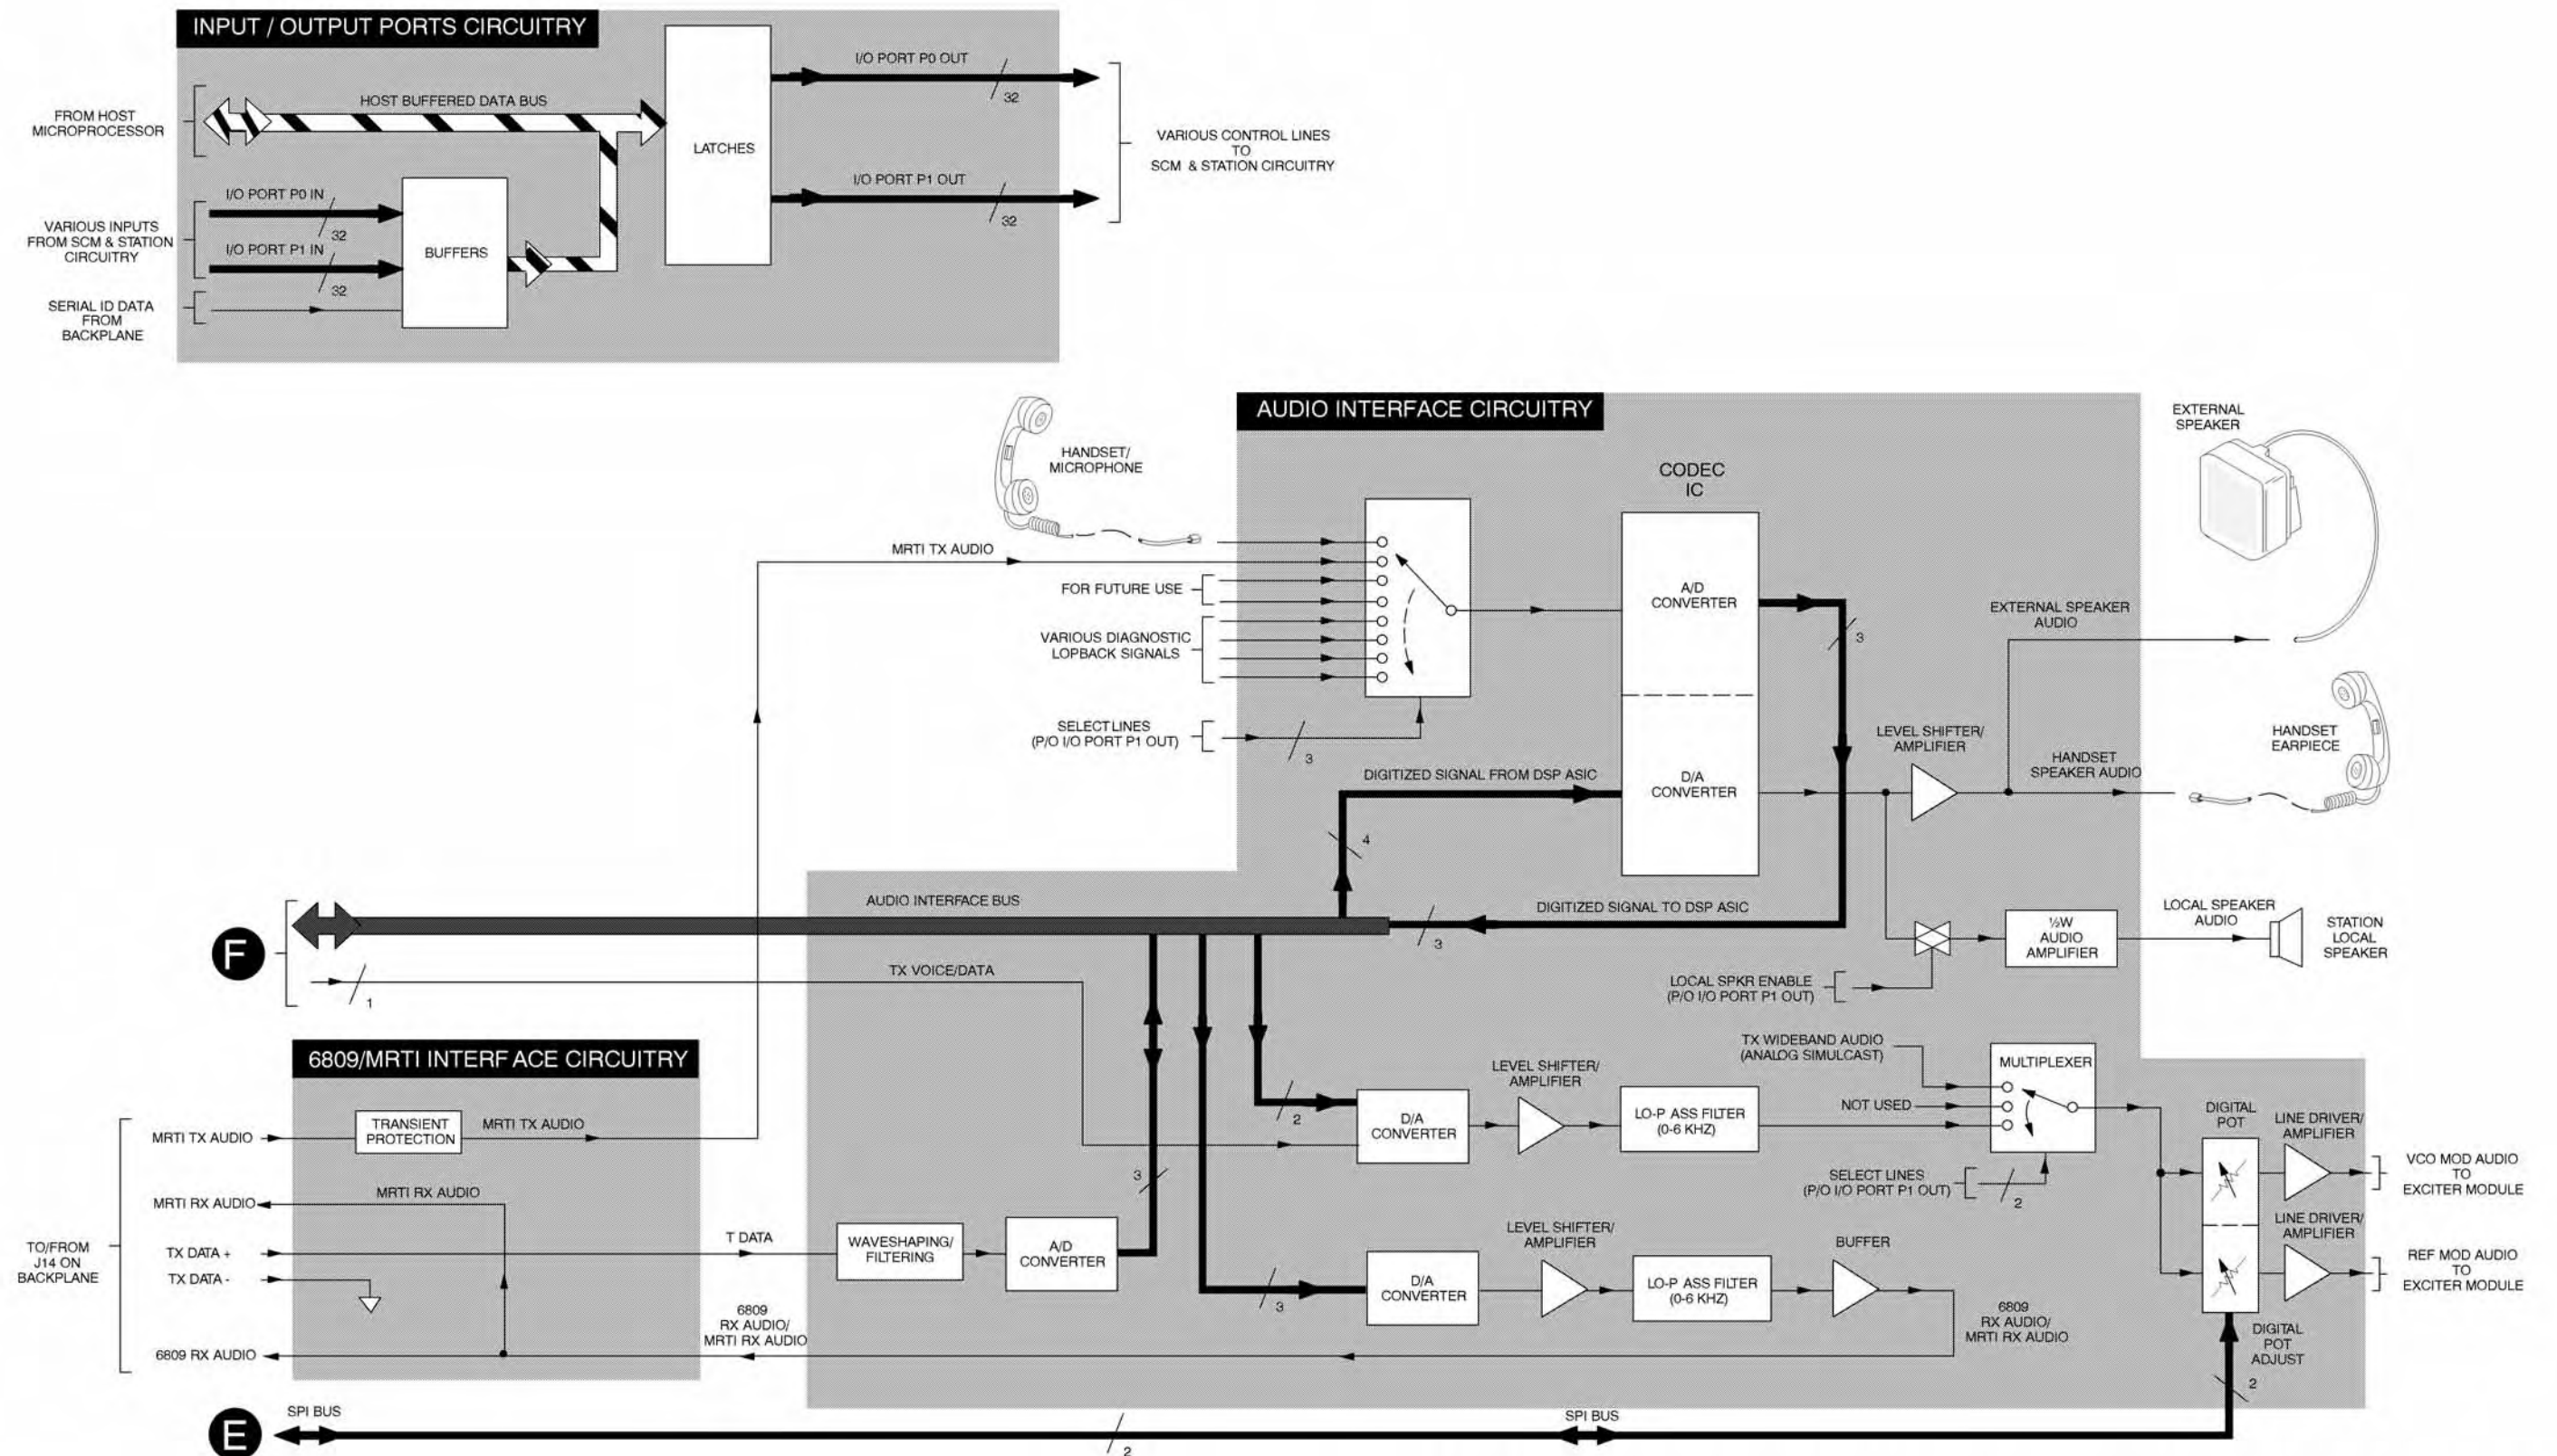 INPUT / OUTPUT PORTS CIRCUITRY
FROM HOST
MICROPROCESSOR
HOST BUFFERED DATA BUS
LATCHES
I/O PORT P0 OUT
32
I/O PORT P1 OUT
32
VARIOUS CONTROL LINES
TO
SCM & STATION CIRCUITRY
VARIOUS INPUTS
FROM SCM & STATION
CIRCUITRY
I/O PORT P0 IN
32
I/O PORT P1 IN
32
BUFFERS
SERIAL ID DATA
FROM
BACKPLANE
AUDIO INTERFACE CIRCUITRY
HANDSET/
MICROPHONE
MRTI TX AUDIO
FOR FUTURE USE
VARIOUS DIAGNOSTIC
LOPBACK SIGNALS
SELECT LINES
(P/O I/O PORT P1 OUT)
3
CODEC
IC
A/D
CONVERTER
D/A
CONVERTER
3
DIGITIZED SIGNAL FROM DSP ASIC
4
DIGITIZED SIGNAL TO DSP ASIC
3
EXTERNAL
SPEAKER
EXTERNAL SPEAKER
AUDIO
LEVEL SHIFTER/
AMPLIFIER
HANDSET
SPEAKER AUDIO
HANDSET
EARPIECE
½W
AUDIO
AMPLIFIER
LOCAL SPEAKER
AUDIO
STATION
LOCAL
SPEAKER
LOCAL SPKR ENABLE
(P/O I/O PORT P1 OUT)
F
AUDIO INTERFACE BUS
TX VOICE/DATA
1
6809/MRTI INTERF ACE CIRCUITRY
TO/FROM
J14 ON
BACKPLANE
MRTI TX AUDIO
TRANSIENT
PROTECTION
MRTI TX AUDIO
MRTI RX AUDIO
MRTI RX AUDIO
TX DATA +
TX DATA -
6809 RX AUDIO
T DATA
6809
RX AUDIO/
MRTI RX AUDIO
WAVESHAPING/
FILTERING
A/D
CONVERTER
3
2
D/A
CONVERTER
LEVEL SHIFTER/
AMPLIFIER
LO-P ASS FILTER
(0-6 KHZ)
TX WIDEBAND AUDIO
(ANALOG SIMULCAST)
NOT USED
MULTIPLEXER
SELECT LINES
(P/O I/O PORT P1 OUT)
2
3
D/A
CONVERTER
LEVEL SHIFTER/
AMPLIFIER
LO-P ASS FILTER
(0-6 KHZ)
BUFFER
6809
RX AUDIO/
MRTI RX AUDIO
DIGITAL
POT
LINE DRIVER/
AMPLIFIER
VCO MOD AUDIO
TO
EXCITER MODULE
LINE DRIVER/
AMPLIFIER
REF MOD AUDIO
TO
EXCITER MODULE
DIGITAL
POT
ADJUST
2
E
SPI BUS
2
SPI BUS